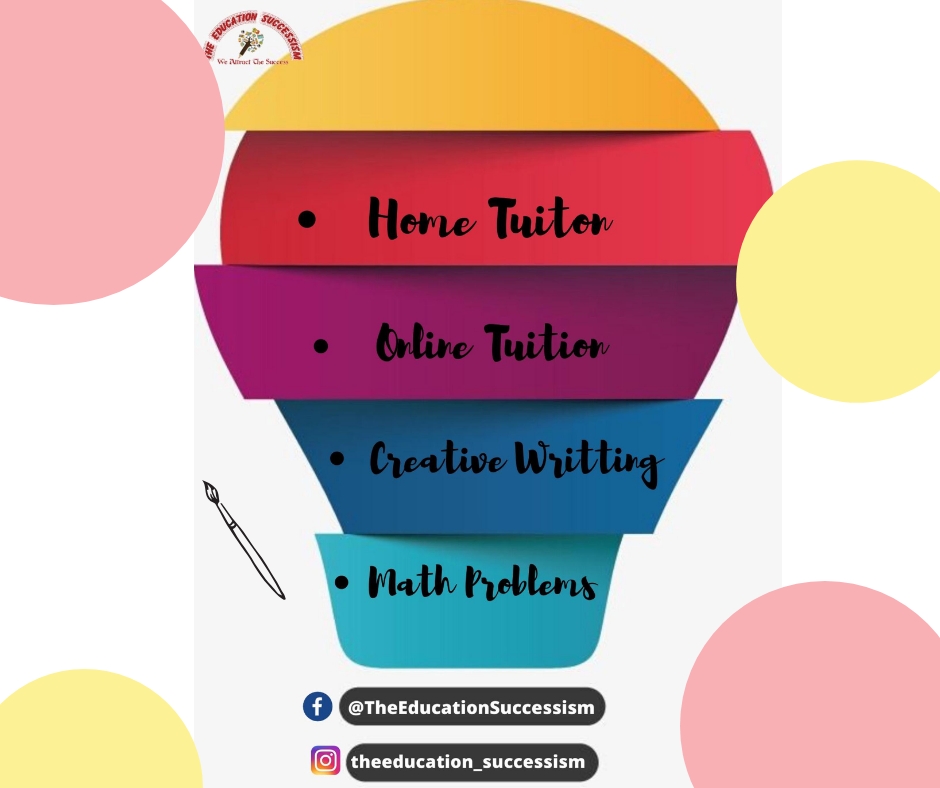 THE EDUCATION SUCCESSISM
We Attract The Success
• Home Tuiton
• Online Tuition
• Creative Writting
• Math Problems
@TheEducationSuccessism
theeducation_successism